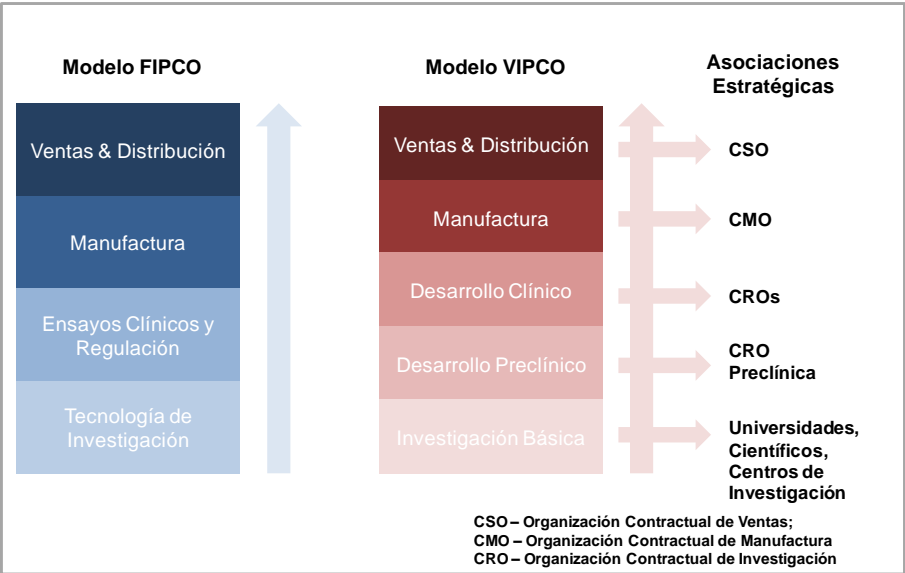 Modelo FIPCO
Ventas & Distribución
Manufactura
Ensayos Clínicos y
Regulación
Tecnología de
Investigación
Modelo VIPCO
Ventas & Distribución
Manufactura
Desarrollo Clínico
Desarrollo Preclínico
Investigación Básica
Asociaciones
Estratégicas
CSO
CMO
CROs
CRO
Preclínica
Universidades,
Científicos,
Centros de
Investigación
CSO – Organización Contractual de Ventas;
CMO – Organización Contractual de Manufactura
CRO – Organización Contractual de Investigación